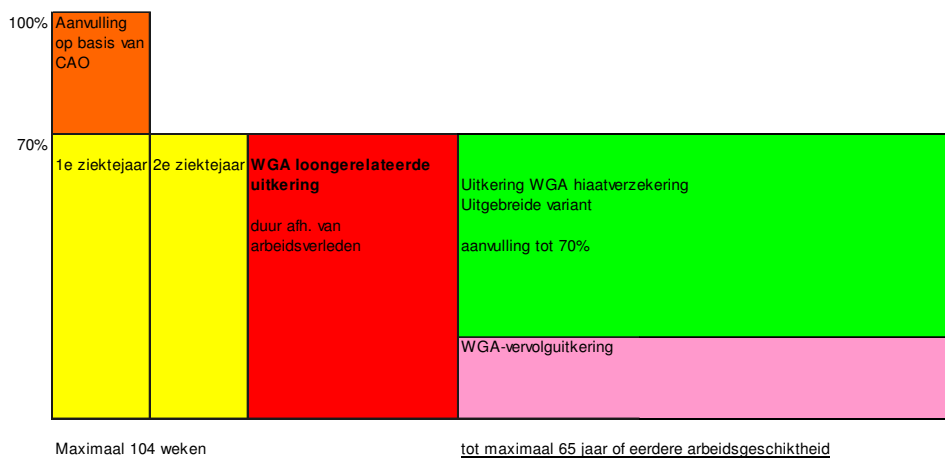 100%
Aanvulling
op basis van
CAO
70%
1e ziektejaar
2e ziektejaar
WGA loongerelateerde
uitkering
duur afh. van
arbeidsverleden
Uitkering WGA hiaatverzekering
Uitgebreide variant
aanvulling tot 70%
WGA-vervolguitkering
Maximaal 104 weken
tot maximaal 65 jaar of eerdere arbeidsgeschiktheid